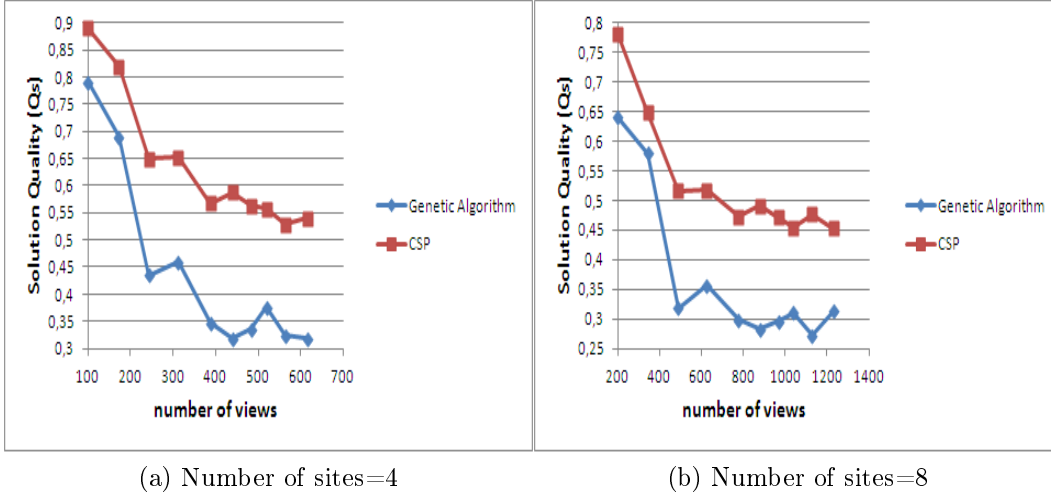 0,9
0,85
0,8
0,75
0,7
0,65
0,6
0,55
0,5
0,45
0,4
0,35
0,3
Solution Quality (Qs)
100 200 300 400 500 600 700
number of views
Genetic Algorithm
CSP
(a) Number of sites=4
0,8
0,75
0,7
0,65
0,6
0,55
0,5
0,45
0,4
0,35
0,3
0,25
Solution Quality (Qs)
200 400 600 800 1000 1200 1400
number of views
Genetic Algorithm
CSP
(b) Number of sites=8